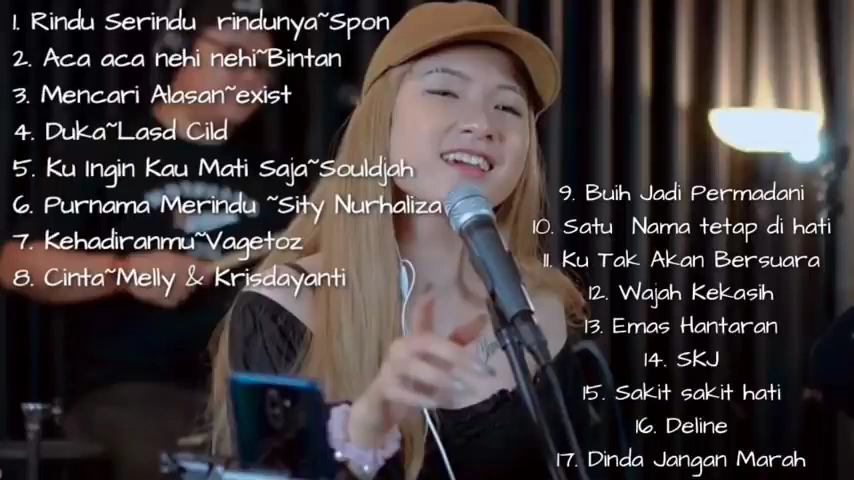 1. Rindu Serindu rindunya~Spon
2. Aca aca nehi nehi~Bintan
3. Mencari Alasan~exist
4. Duka~Lasd Cild
5. Ku Ingin Kau Mati Saja~Souldjah
6. Purnama Merindu ~Sity Nurhaliza
7. Kehadiranmu~Vagetoz
8. Cinta~Melly & Krisdayanti
9. Buih Jadi Permadani
10. Satu Nama tetap di hati
11. Ku Tak Akan Bersuara
12. Wajah Kekasih
13. Emas Hantaran
14. SKJ
15. Sakit sakit hati
16. Deline
17. Dinda Jangan Marah